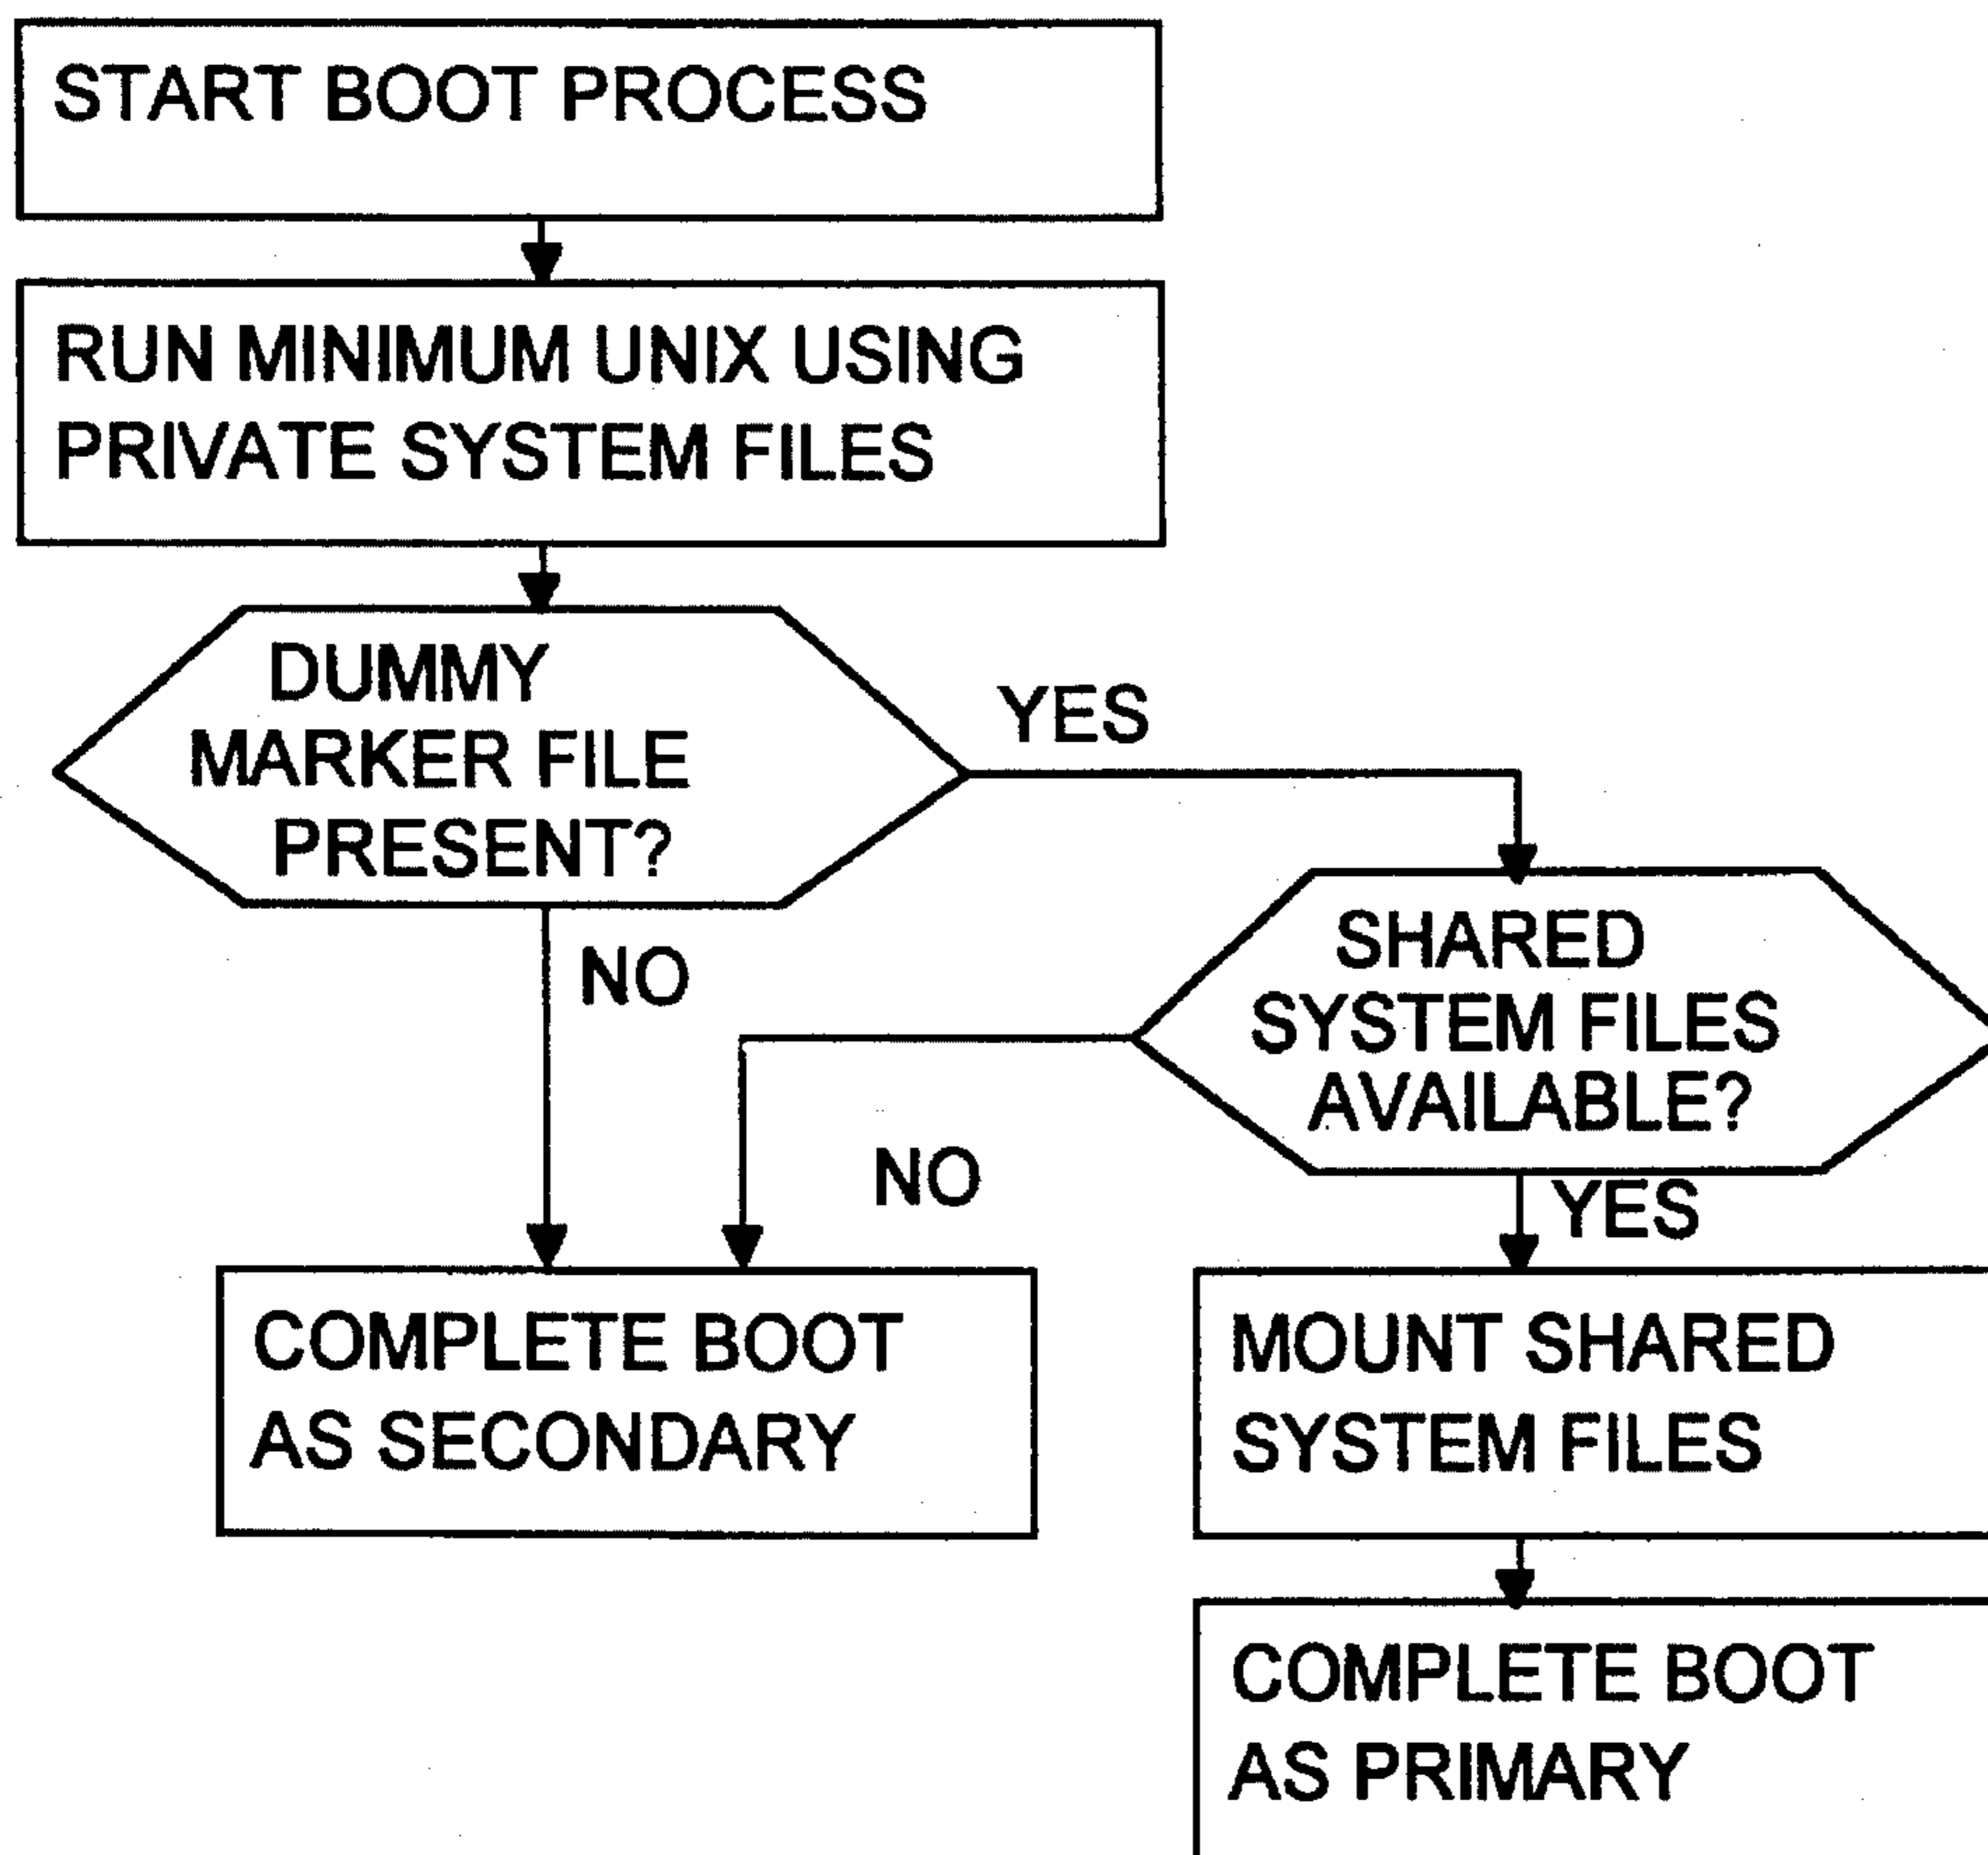 START BOOT PROCESS
RUN MINIMUM UNIX USING
PRIVATE SYSTEM FILES
DUMMY
MARKER FILE
PRESENT?
YES
NO
SHARED
SYSTEM FILES
AVAILABLE?
NO
YES
COMPLETE BOOT
AS SECONDARY
MOUNT SHARED
SYSTEM FILES
COMPLETE BOOT
AS PRIMARY